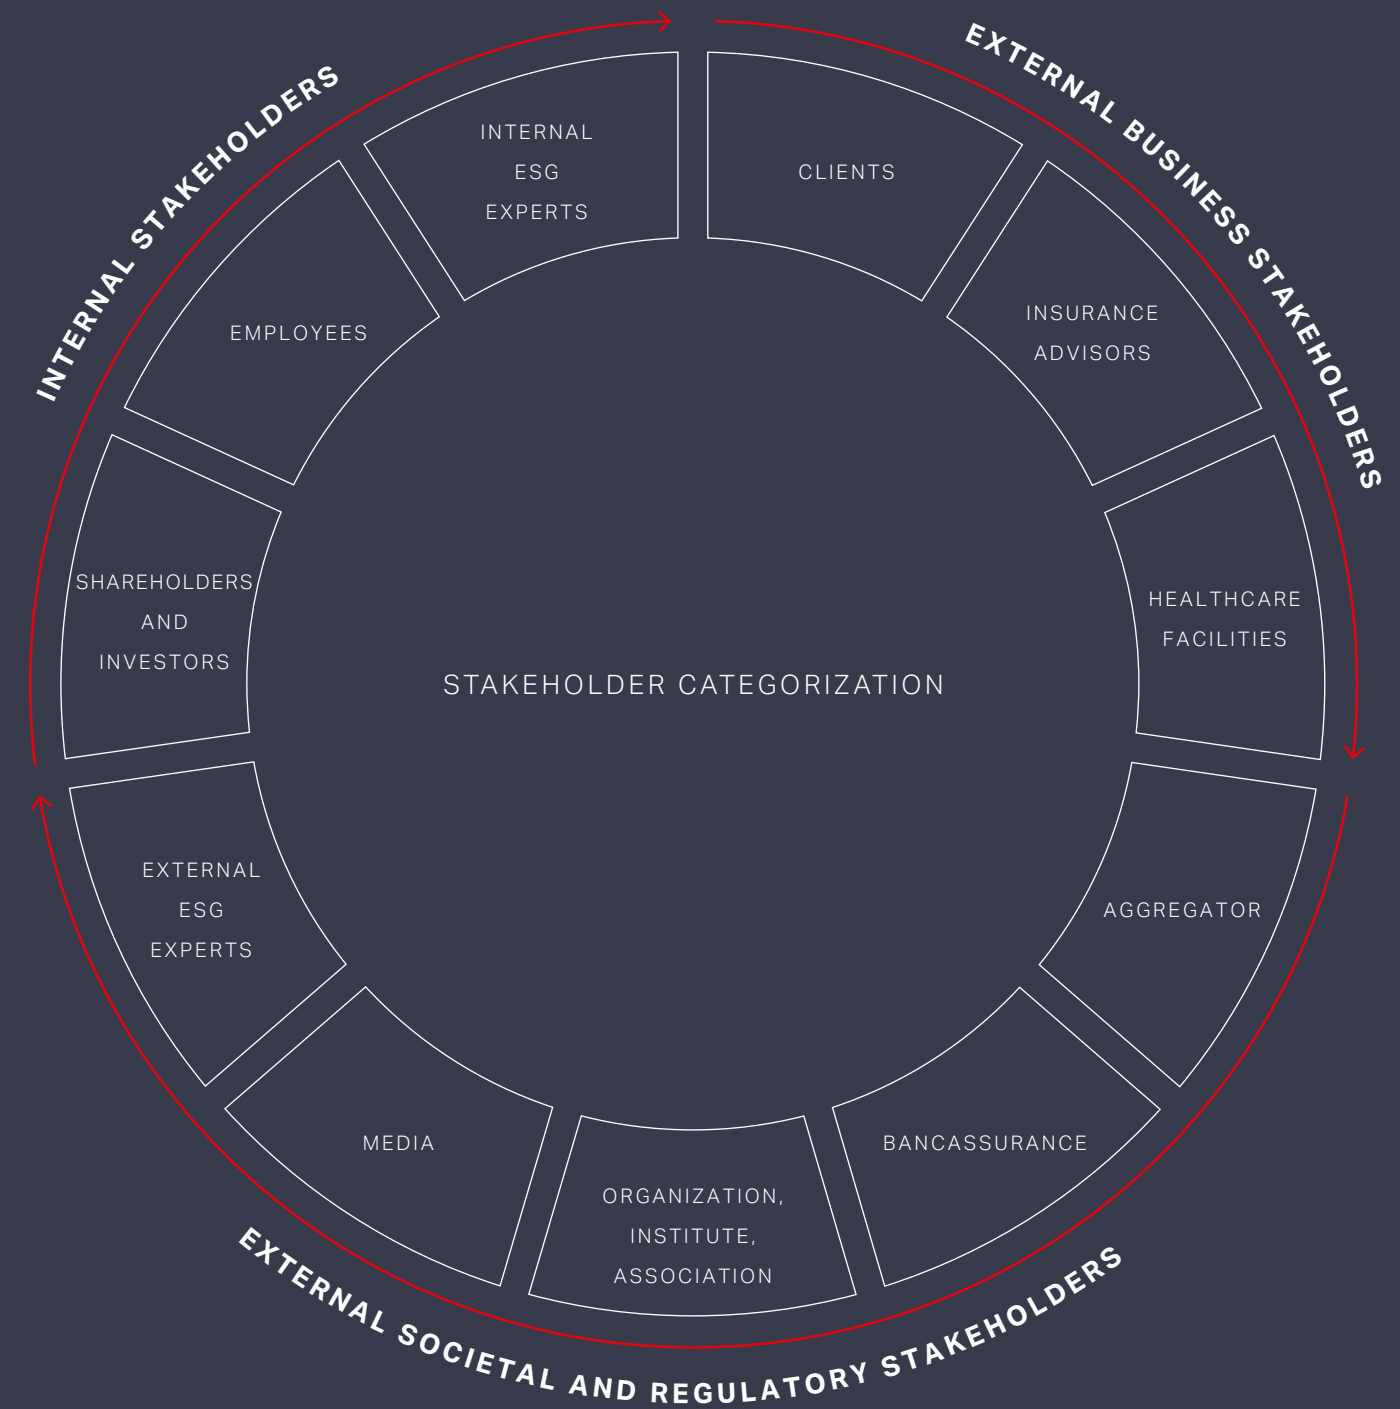 INTERNAL STAKEHOLDERS
EXTERNAL BUSINESS STAKEHOLDERS
INTERNAL
ESG
EXPERTS
CLIENTS
EMPLOYEES
INSURANCE
ADVISORS
SHAREHOLDERS
AND
INVESTORS
HEALTHCARE
FACILITIES
STAKEHOLDER CATEGORIZATION
EXTERNAL
ESG
EXPERTS
AGGREGATOR
MEDIA
BANCASSURANCE
ORGANIZATION,
INSTITUTE,
ASSOCIATION
EXTERNAL SOCIETAL AND REGULATORY STAKEHOLDERS